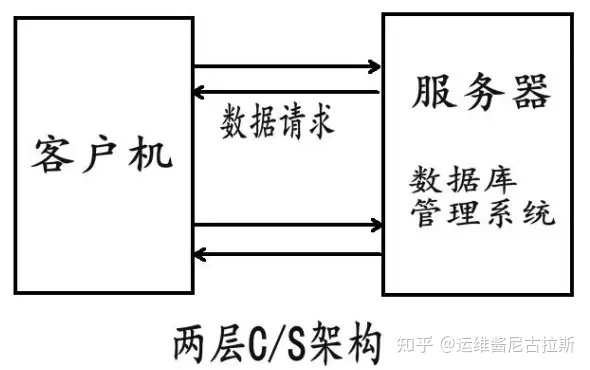 客户机
数据请求
服务器
数据库
管理系统
两层C/S架构
知乎 @运维酱尼古拉斯